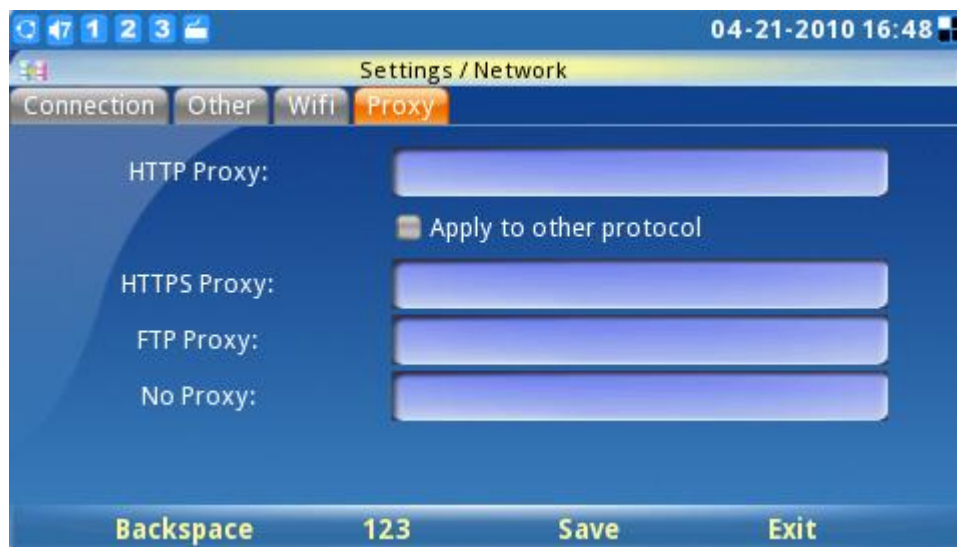 7 1 2 3 04-21-2010 16:48
Settings / Network
Connection Other Wifi Proxy
HTTP Proxy:
Apply to other protocol
HTTPS Proxy:
FTP Proxy:
No Proxy:
Backspace 123 Save Exit